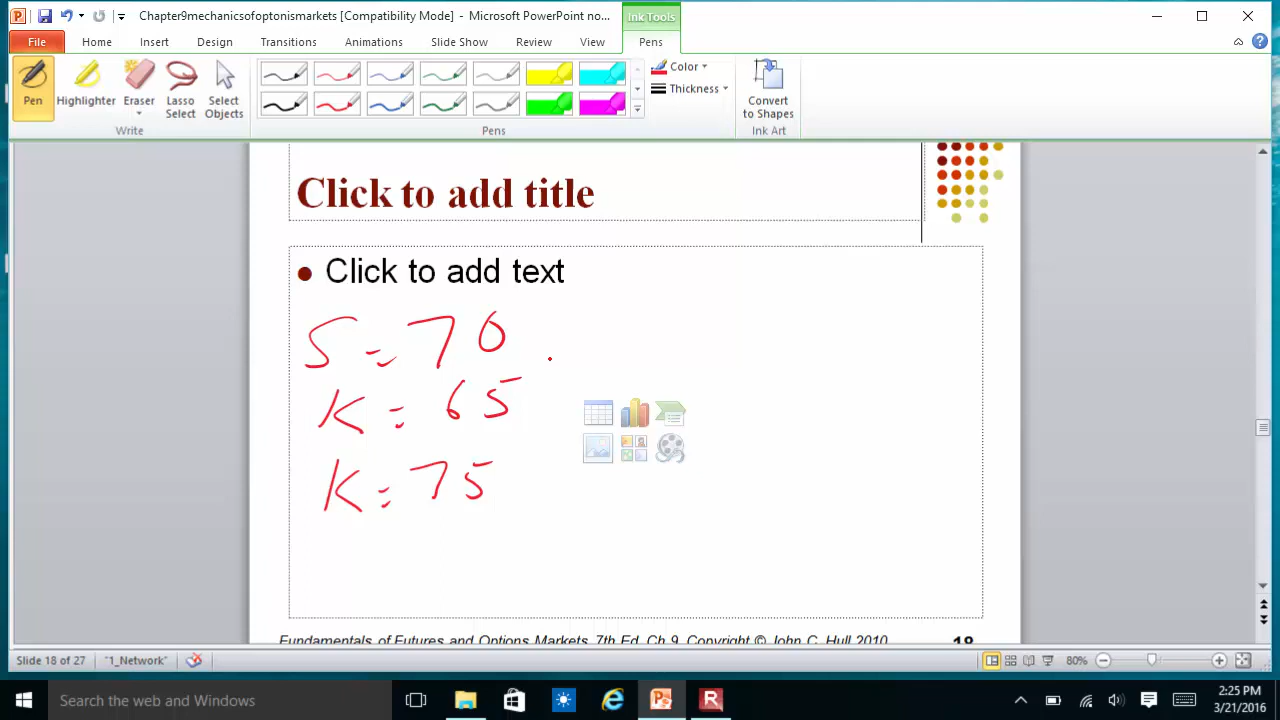 Chapter9mechanicsofoptonismarkets [Compatibility Mode] - Microsoft PowerPoint no...
Ink Tools
File Home Insert Design Transitions Animations Slide Show Review View Pens
Pen Highlighter Eraser Lasso Select Select Objects
Color
Thickness
Convert to Shapes
Write Pens Ink Art
Click to add title
Click to add text
S = 70
K = 65
K = 75
Fundamentals of Futures and Options Markets, 7th Ed, Ch 9, Copyright © John C. Hull 2010 18
Slide 18 of 27 "1_Network" 80%
Search the web and Windows
2:25 PM
3/21/2016